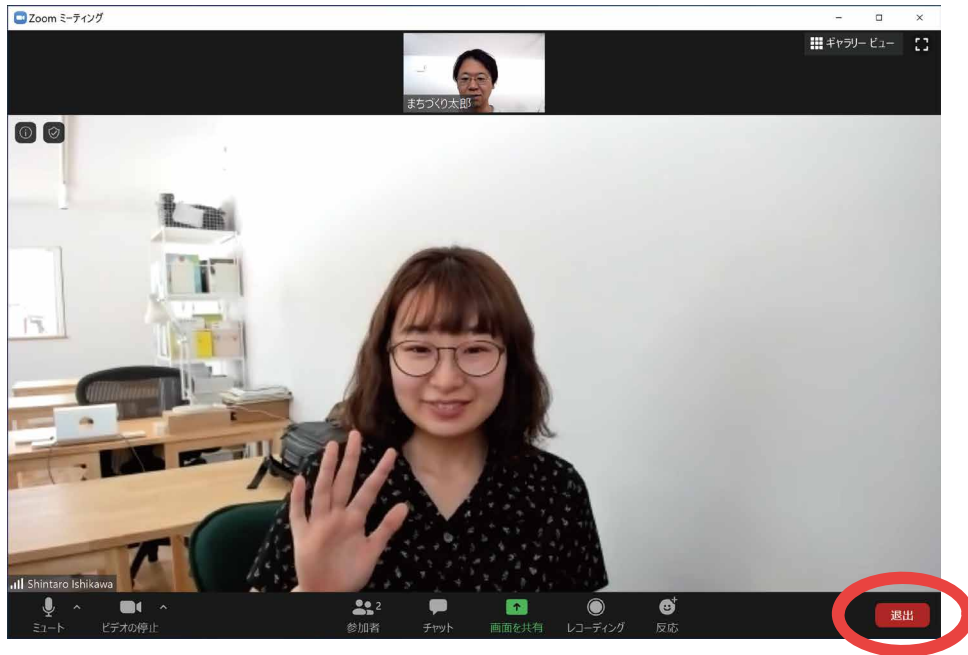 Zoom ミーティング
ギャラリー ビュー
まちづくり太郎
Shintaro Ishikawa
ミュート
ビデオの停止
2
参加者
チャット
画面を共有
レコーディング
反応
退出